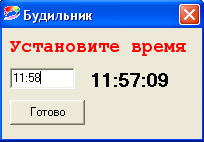 Будильник
Установите время
11:58 11:57:09
Готово